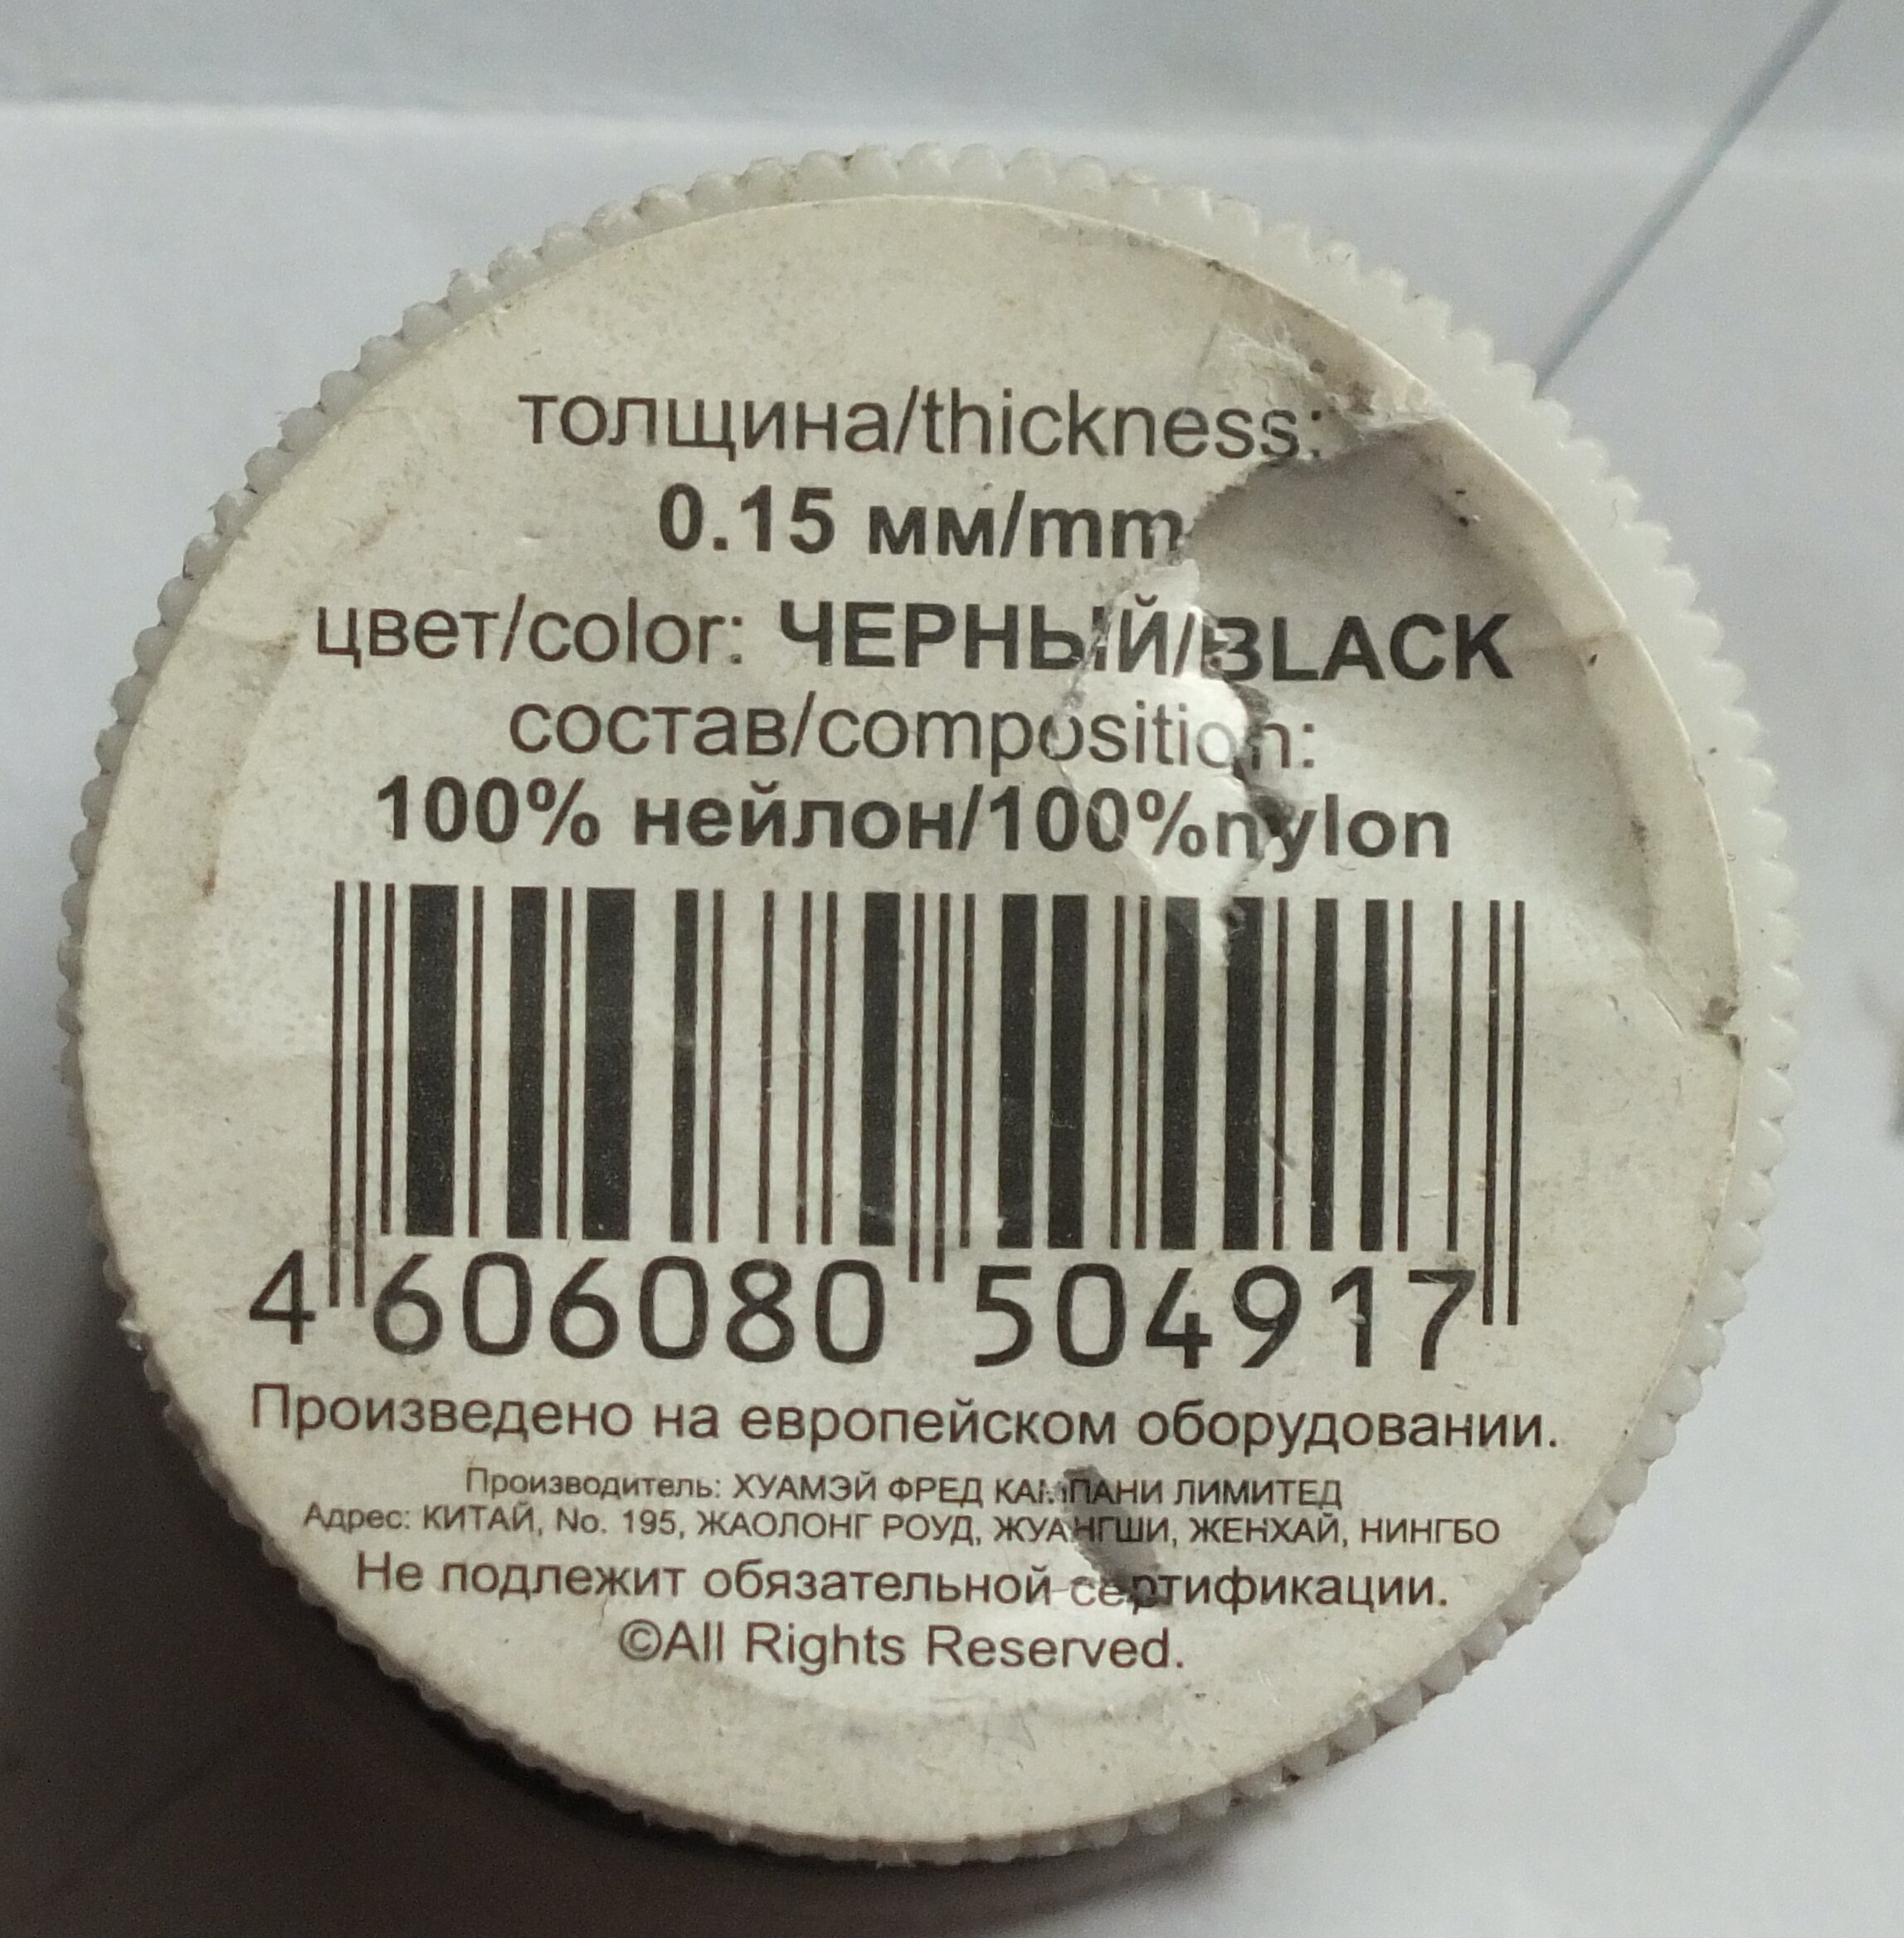 толщина/thickness:
0.15 мм/mm
цвет/color: ЧЕРНЫЙ/BLACK
состав/composition:
100% нейлон/100%nylon
4 606080 504917
Произведено на европейском оборудовании.
Производитель: ХУАМЭЙ ФРЕД КАМПАНИ ЛИМИТЕД
Адрес: КИТАЙ, No. 195, ЖАОЛОНГ РОУД, ЖУАНГШИ, ЖЕНХАЙ, НИНГБО
Не подлежит обязательной сертификации.
©All Rights Reserved.